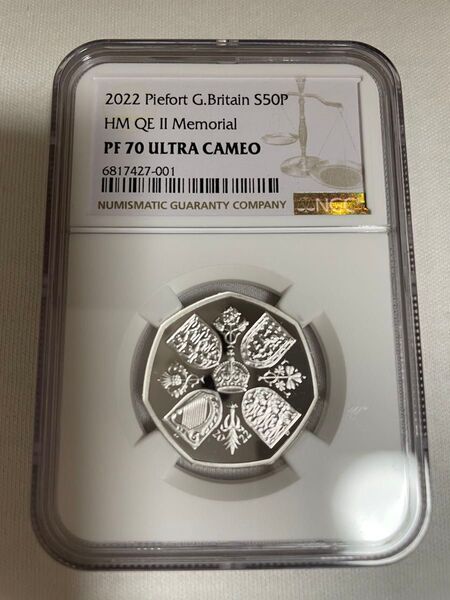 2022 Piefort G.Britain S50P
HM QE II Memorial
PF 70 ULTRA CAMEO
6817427-001
NUMISMATIC GUARANTY COMPANY
NGC